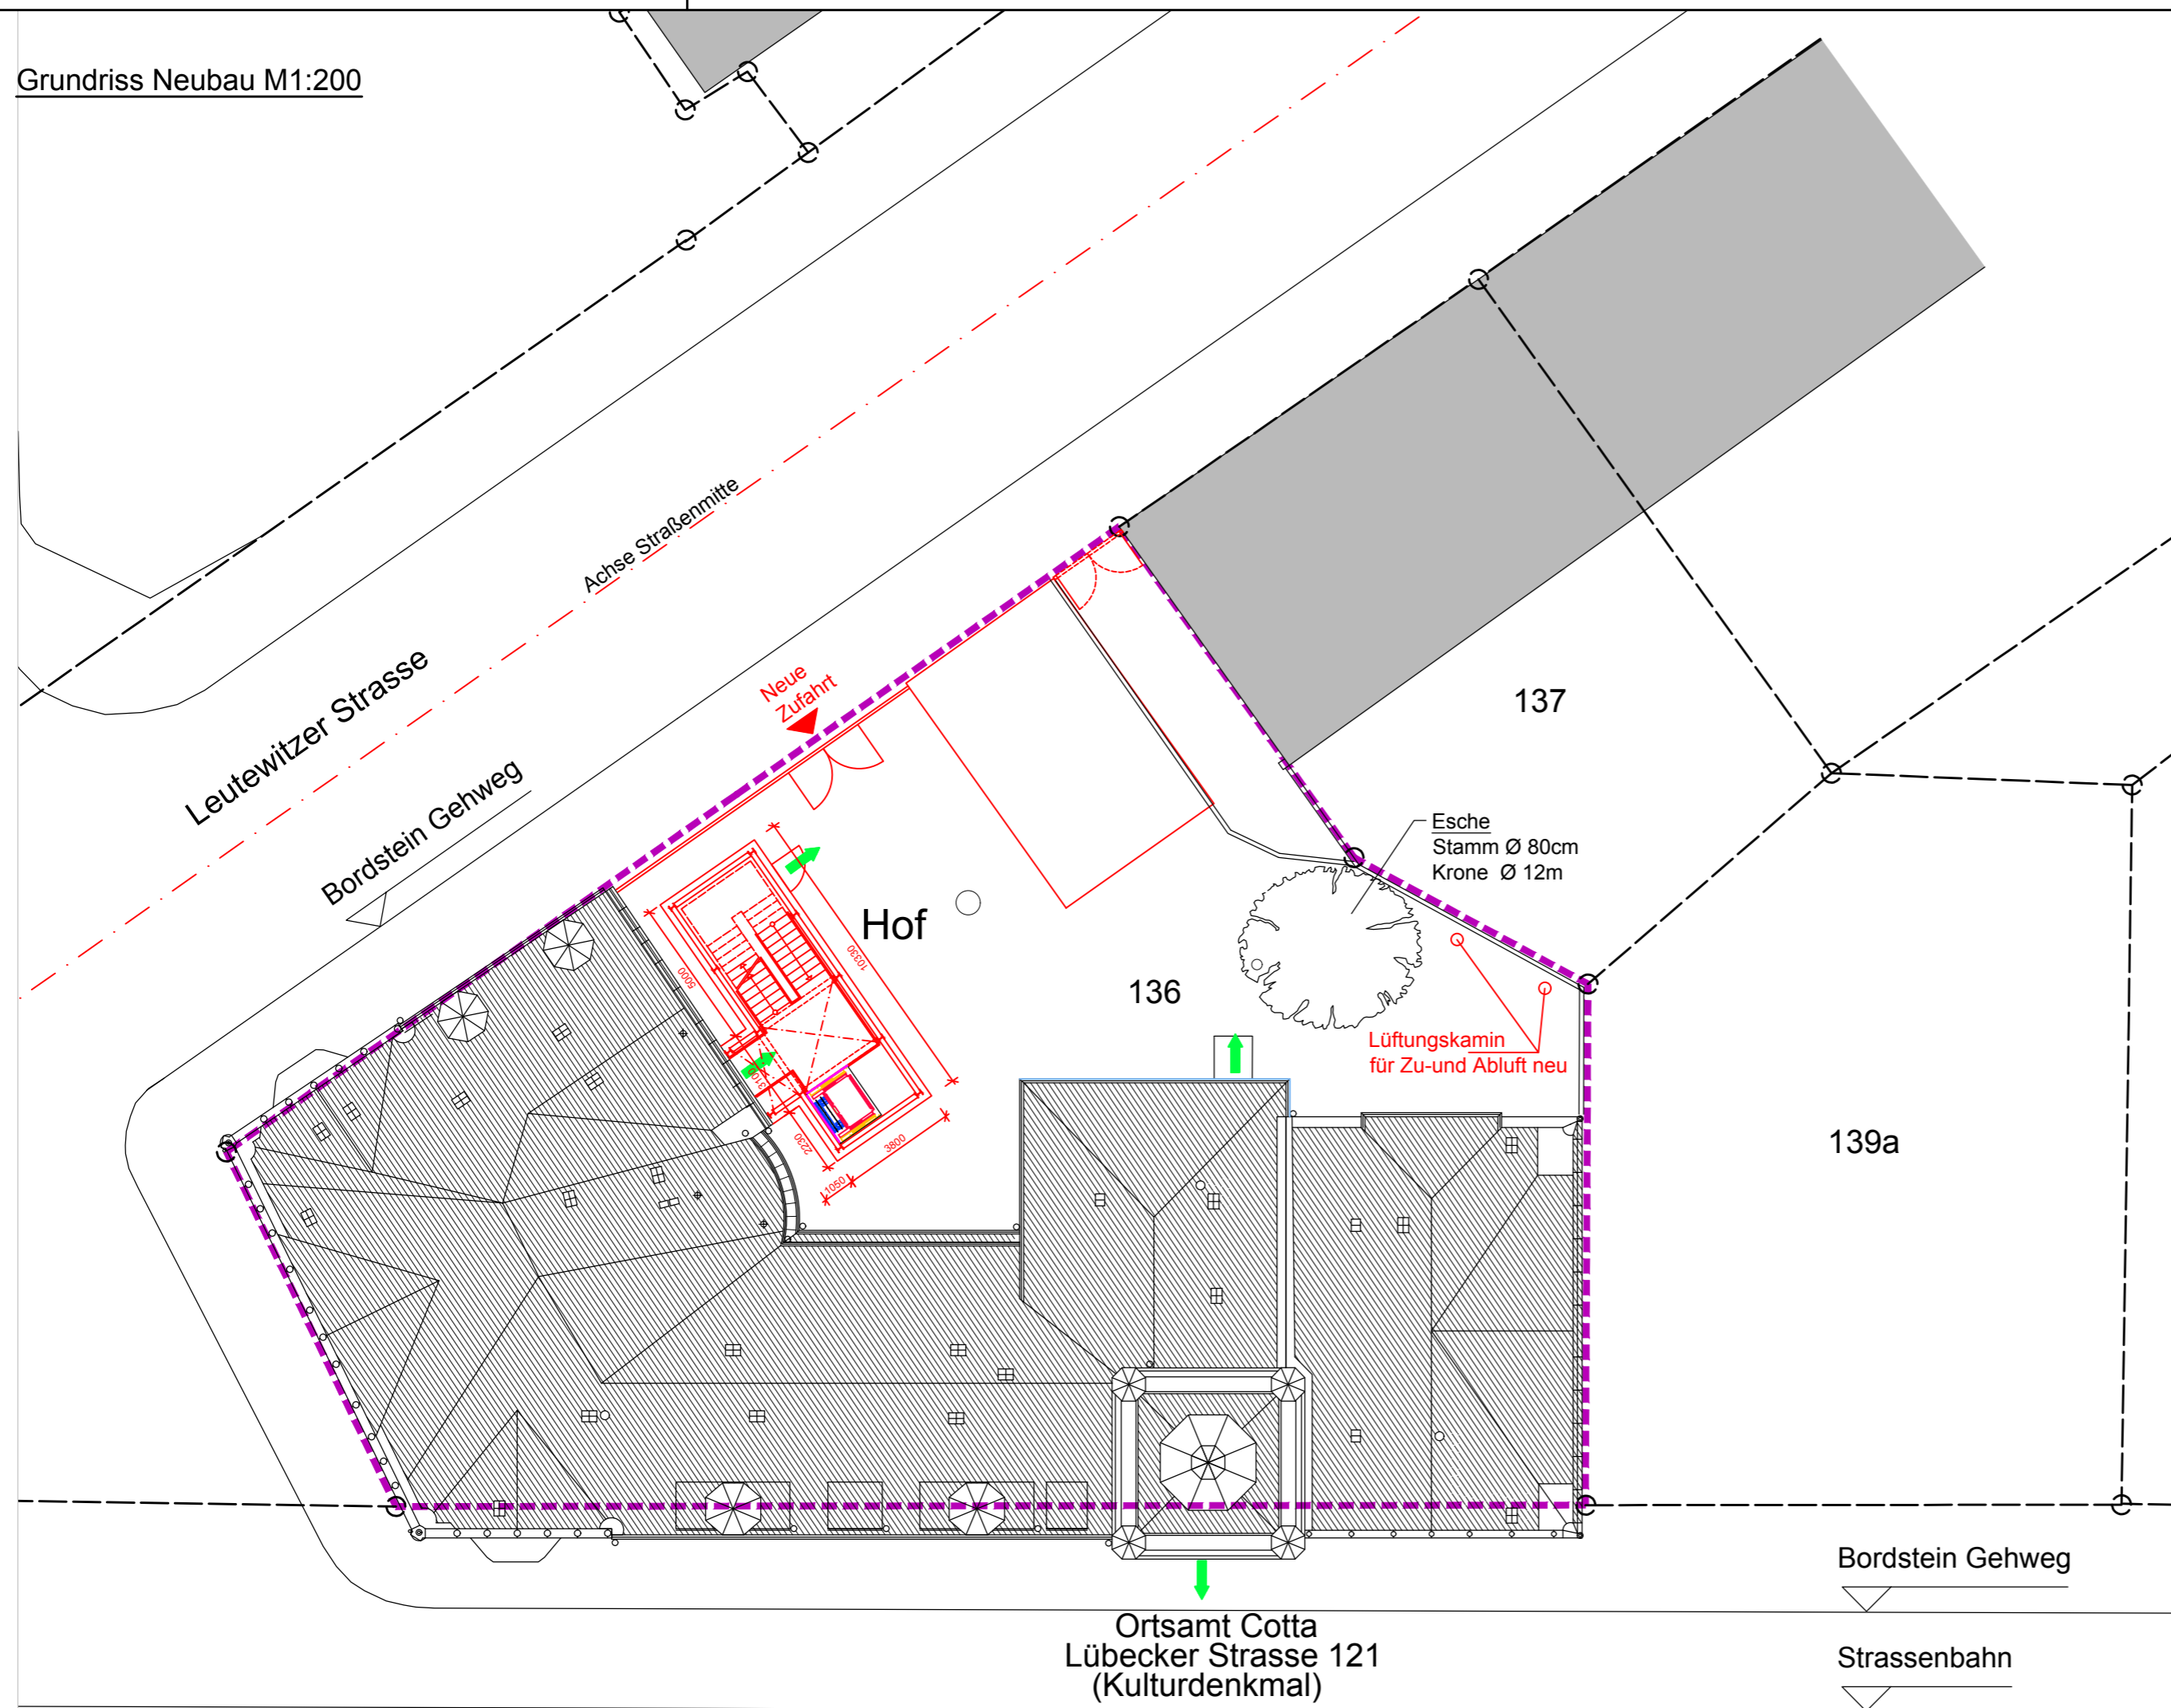 Grundriss Neubau M1:200
Achse Straßenmitte
Leutewitzer Strasse
Neue
Zufahrt
137
Bordstein Gehweg
Esche
Stamm Ø 80cm
Krone Ø 12m
Hof
10330
5000
136
Lüftungskamin
für Zu-und Abluft neu
3100
2230
3800
1050
139a
Bordstein Gehweg
Ortsamt Cotta
Lübecker Strasse 121
(Kulturdenkmal)
Strassenbahn